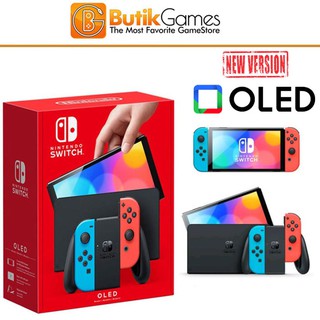 ButikGames
The Most Favorite GameStore
NEW VERSION
OLED
NINTENDO
SWITCH
OLED